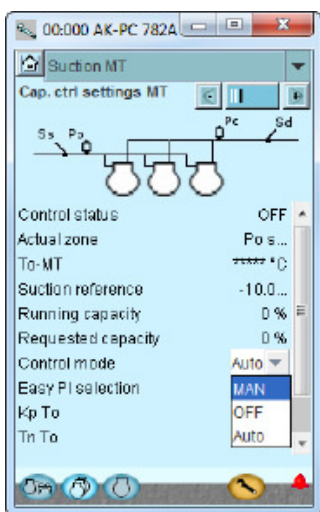 00:000 AK-PC 782A
Suction MT
Cap. ctrl settings MT
Pc Sd
Ss Po
Control status OFF
Actual zone Pos...
To-MT ***** °C
Suction reference -10.0...
Running capacity 0 %
Requested capacity 0 %
Control mode Auto
Easy PI selection MAN
Kp To OFF
Tn To Auto